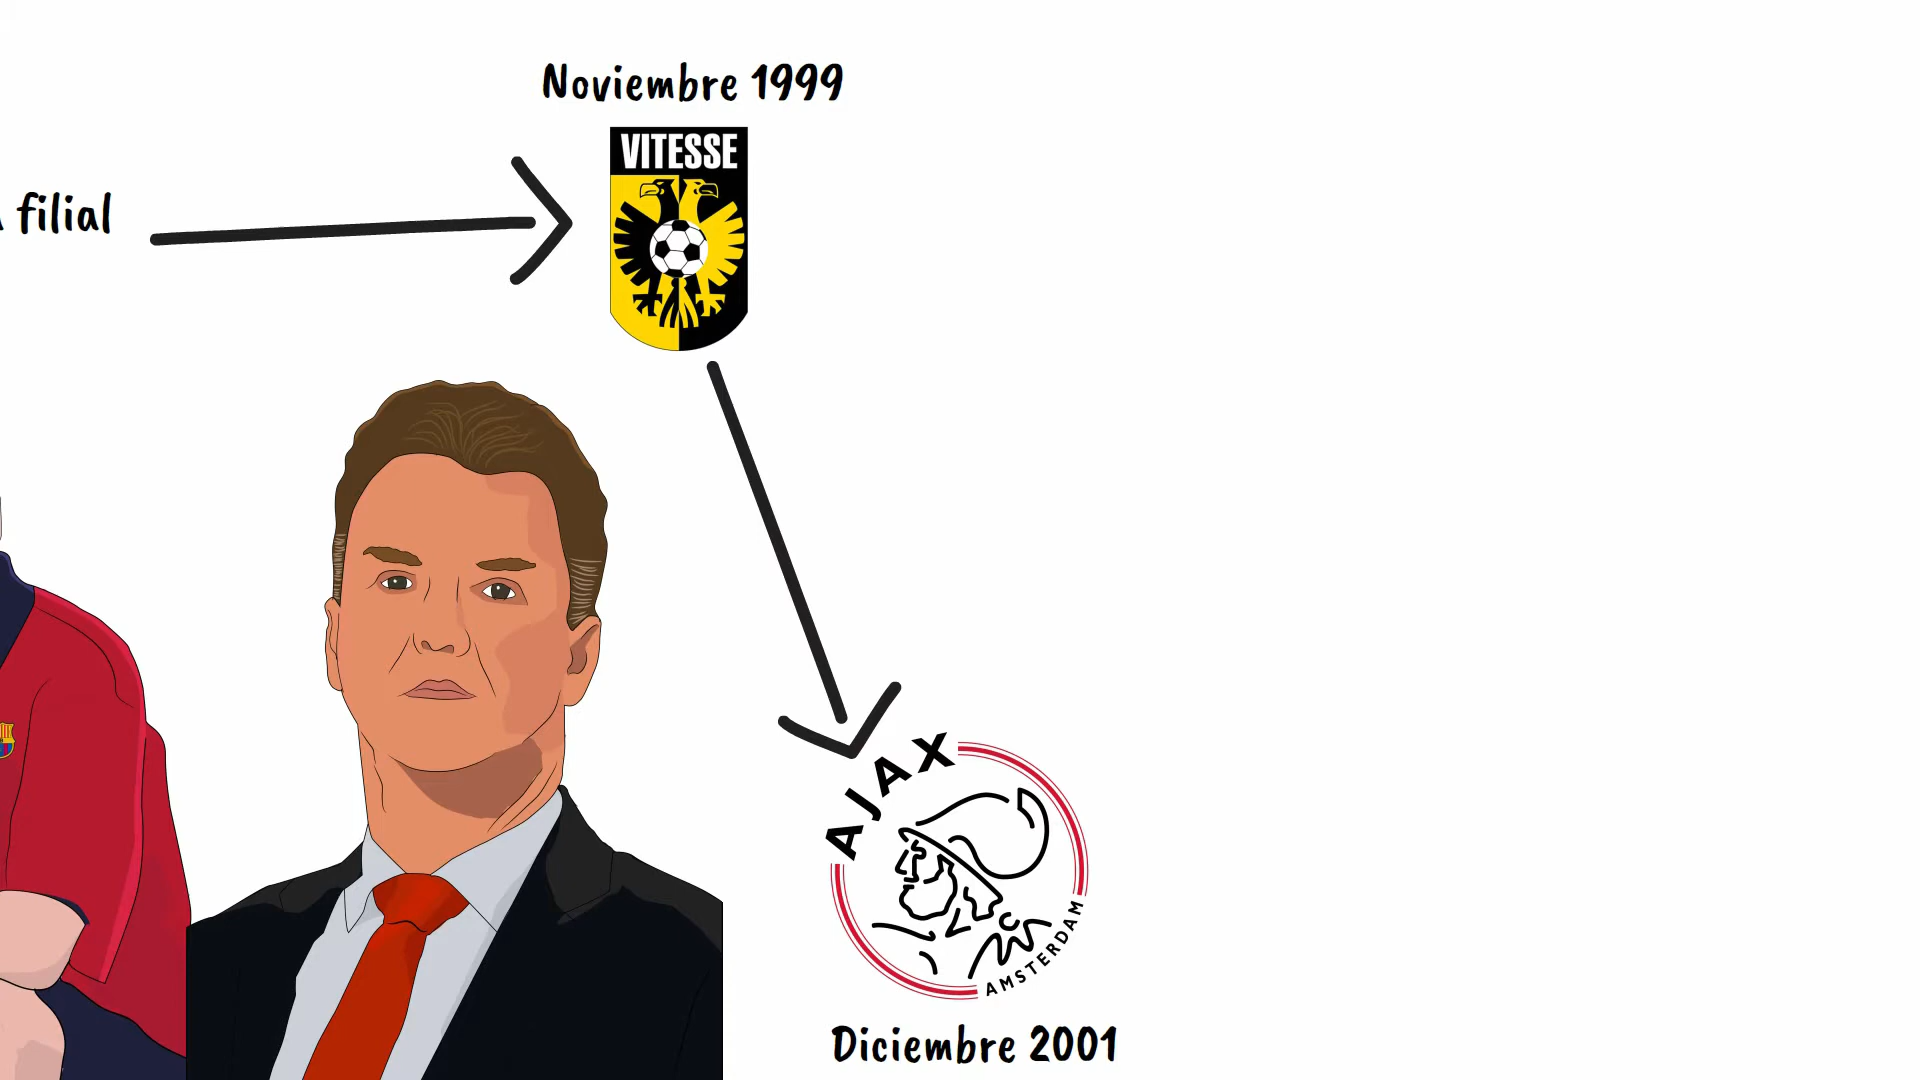 Noviembre 1999
VITESSE
filial
AJAX
AMSTERDAM
Diciembre 2001